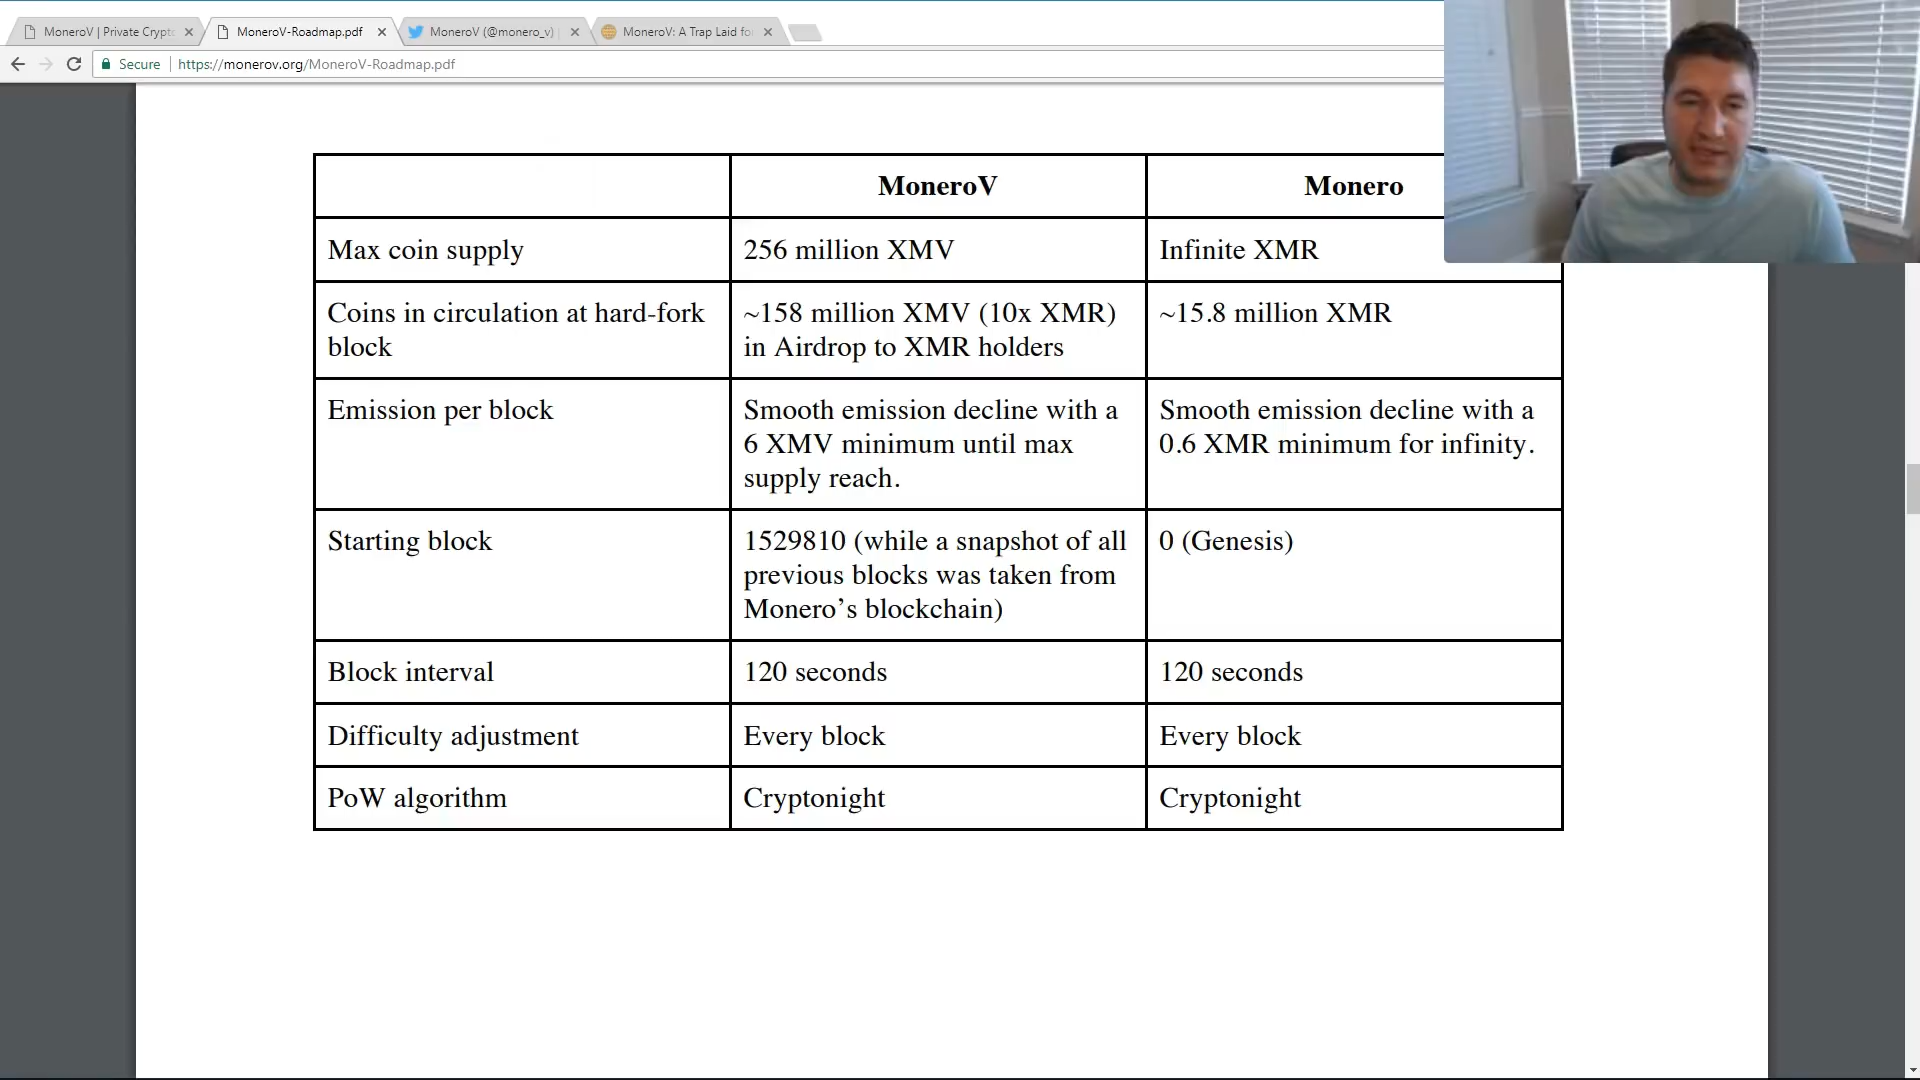 MoneroV | Private Crypt
MoneroV-Roadmap.pdf
MoneroV (@monero_v)
MoneroV: A Trap Laid fo
Secure
https://monerov.org/MoneroV-Roadmap.pdf
MoneroV
Monero
Max coin supply
256 million XMV
Infinite XMR
Coins in circulation at hard-fork
block
~158 million XMV (10x XMR)
in Airdrop to XMR holders
~15.8 million XMR
Emission per block
Smooth emission decline with a
6 XMV minimum until max
supply reach.
Smooth emission decline with a
0.6 XMR minimum for infinity.
Starting block
1529810 (while a snapshot of all
previous blocks was taken from
Monero’s blockchain)
0 (Genesis)
Block interval
120 seconds
120 seconds
Difficulty adjustment
Every block
Every block
PoW algorithm
Cryptonight
Cryptonight